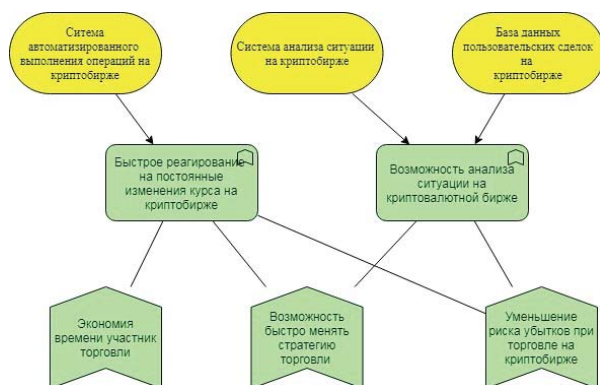 Ситема
автоматизированного
выполнения операций на
криптобирже
Система анализа ситуации
на криптобирже
База данных
пользовательских сделок
на
криптобирже
Быстрое реагирование
на постоянные
изменения курса на
криптобирже
Возможность анализа
ситуации на
криптовалютной бирже
Экономия
времени участник
торговли
Возможность
быстро менять
стратегию
торговли
Уменьшение
риска убытков при
торговле на
криптобирже